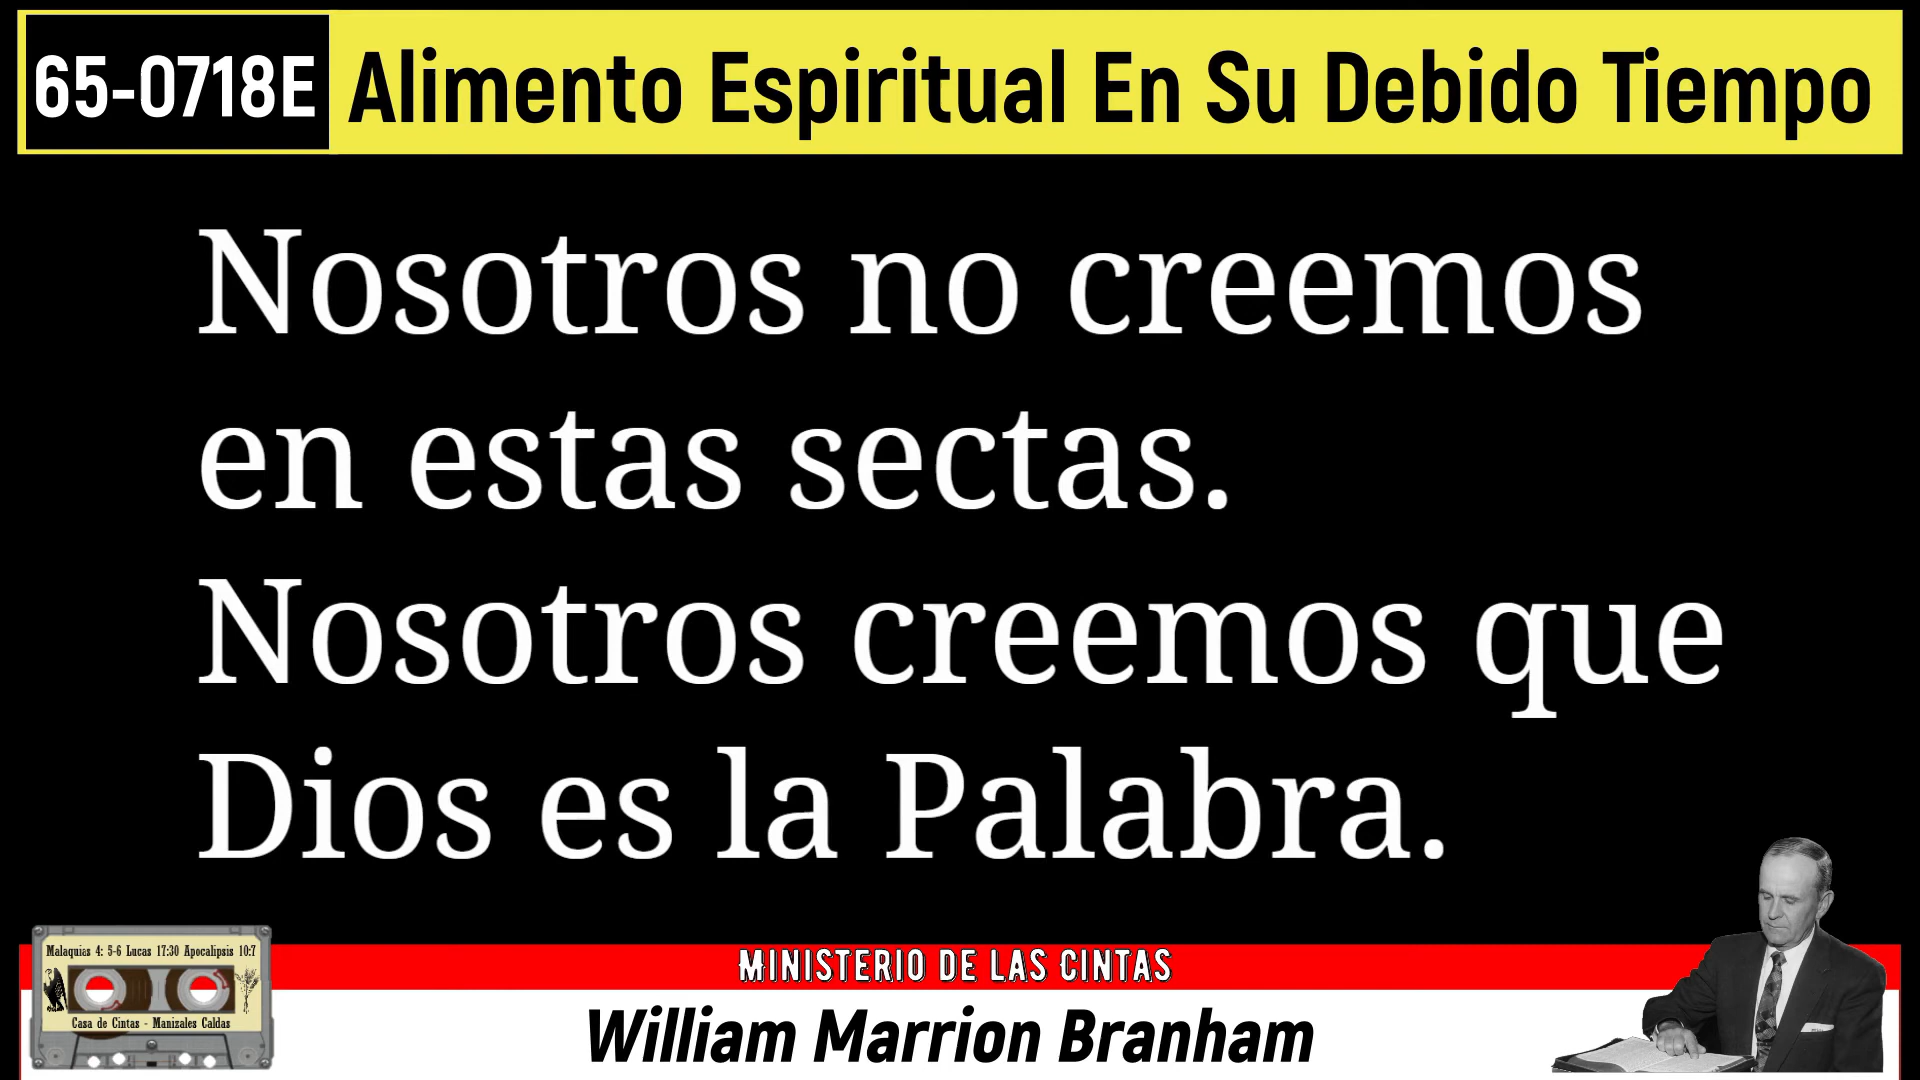 65-0718E Alimento Espiritual En Su Debido Tiempo
Nosotros no creemos
en estas sectas.
Nosotros creemos que
Dios es la Palabra.
Malaquias 4: 5-6 Lucas 17:30 Apocalipsis 10:7
Casa de Cintas - Manizales Caldas
MINISTERIO DE LAS CINTAS
William Marrion Branham